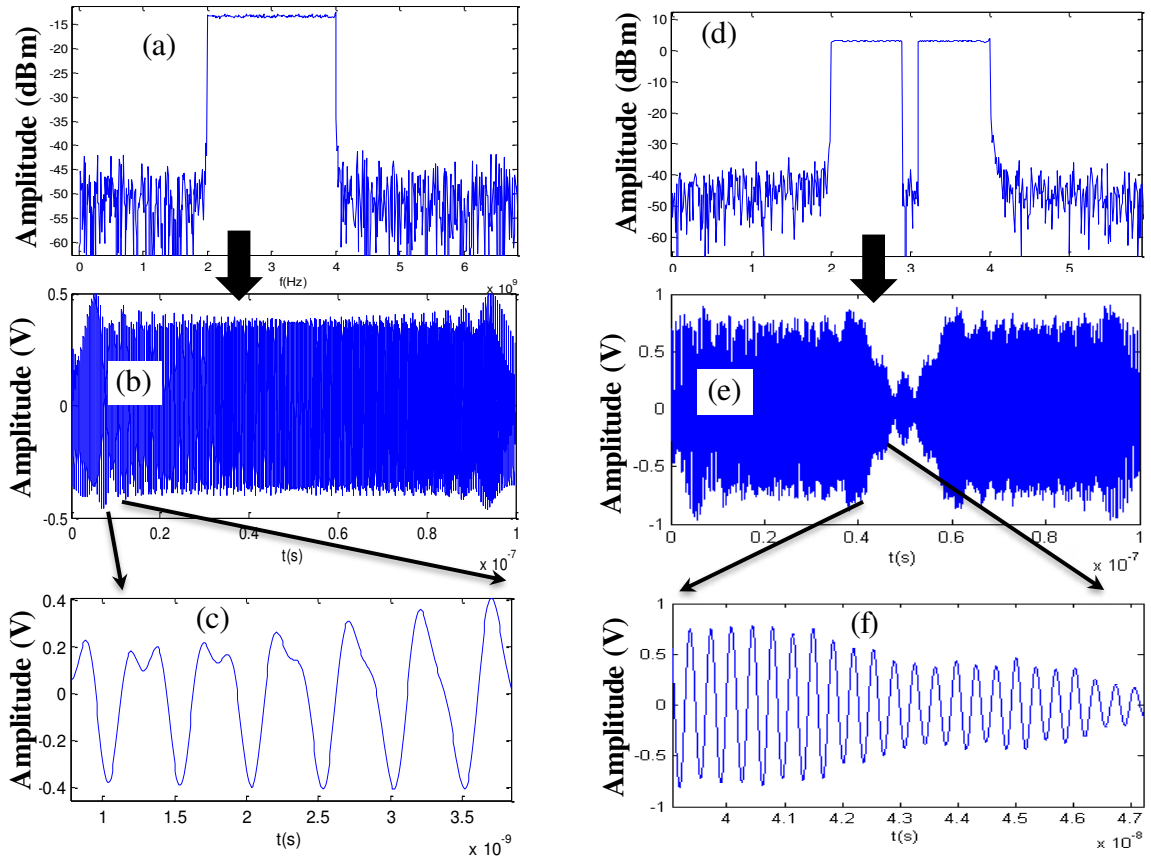 (a)
Amplitude (dBm)
-15
-20
-25
-30
-35
-40
-45
-50
-55
-60
0 1 2 3 4 5 6
f(Hz)
x 10^9
(d)
Amplitude (dBm)
10
0
-10
-20
-30
-40
-50
-60
0 1 2 3 4 5
(b)
Amplitude (V)
0.5
0
-0.5
0 0.2 0.4 0.6 0.8 1
t(s)
x 10^-7
(e)
Amplitude (V)
1
0.5
0
-0.5
-1
0 0.2 0.4 0.6 0.8 1
t(s)
x 10^-7
(c)
Amplitude (V)
0.4
0.2
0
-0.2
-0.4
1 1.5 2 2.5 3 3.5
t(s)
x 10^-9
(f)
Amplitude (V)
1
0.5
0
-0.5
-1
4 4.1 4.2 4.3 4.4 4.5 4.6 4.7
t(s)
x 10^-8